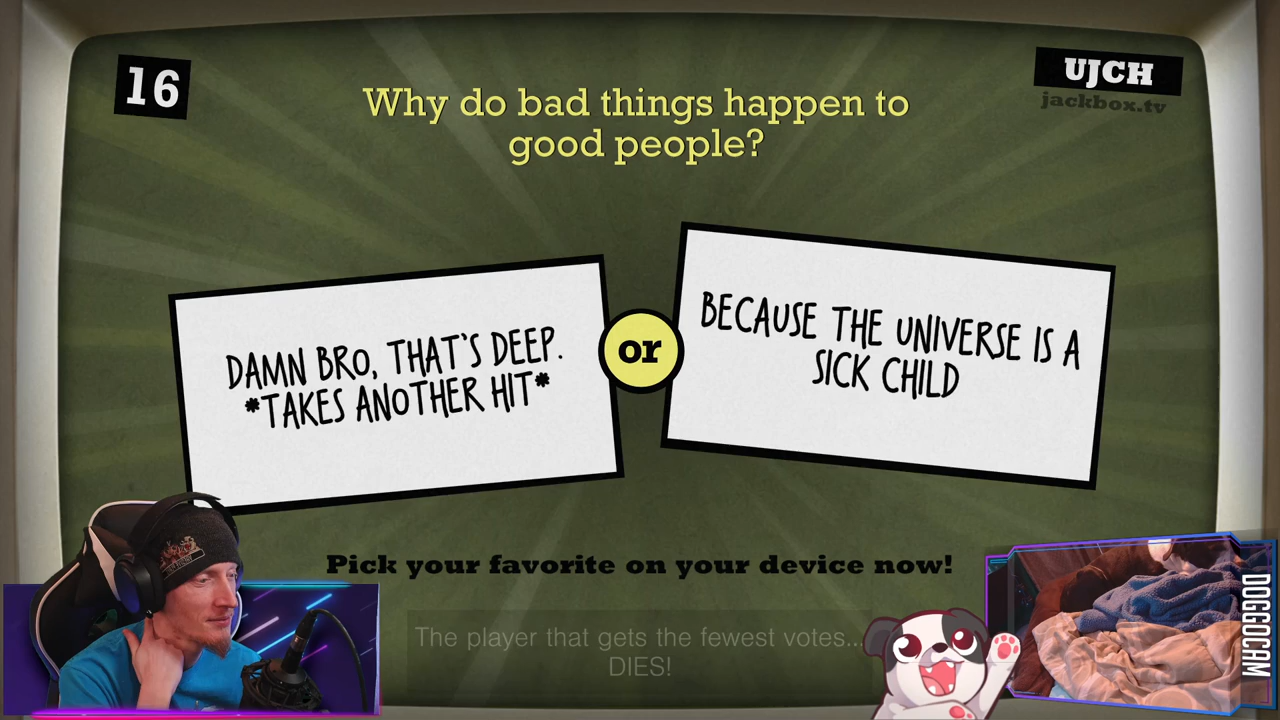 16
UJCH
jackbox.tv
Why do bad things happen to
good people?
DAMN BRO, THAT'S DEEP.
*TAKES ANOTHER HIT*
or
BECAUSE THE UNIVERSE IS A
SICK CHILD
Pick your favorite on your device now!
The player that gets the fewest votes...
DIES!
DOGGOCAM